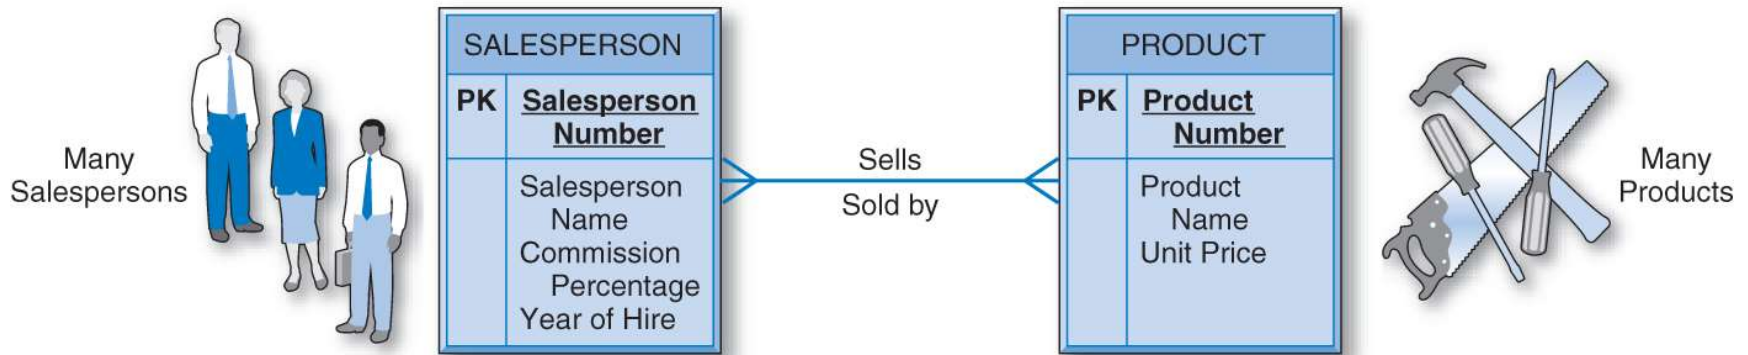 Many
Salespersons
SALESPERSON
PK Salesperson
Number
Salesperson
Name
Commission
Percentage
Year of Hire
Sells
Sold by
PRODUCT
PK Product
Number
Product
Name
Unit Price
Many
Products